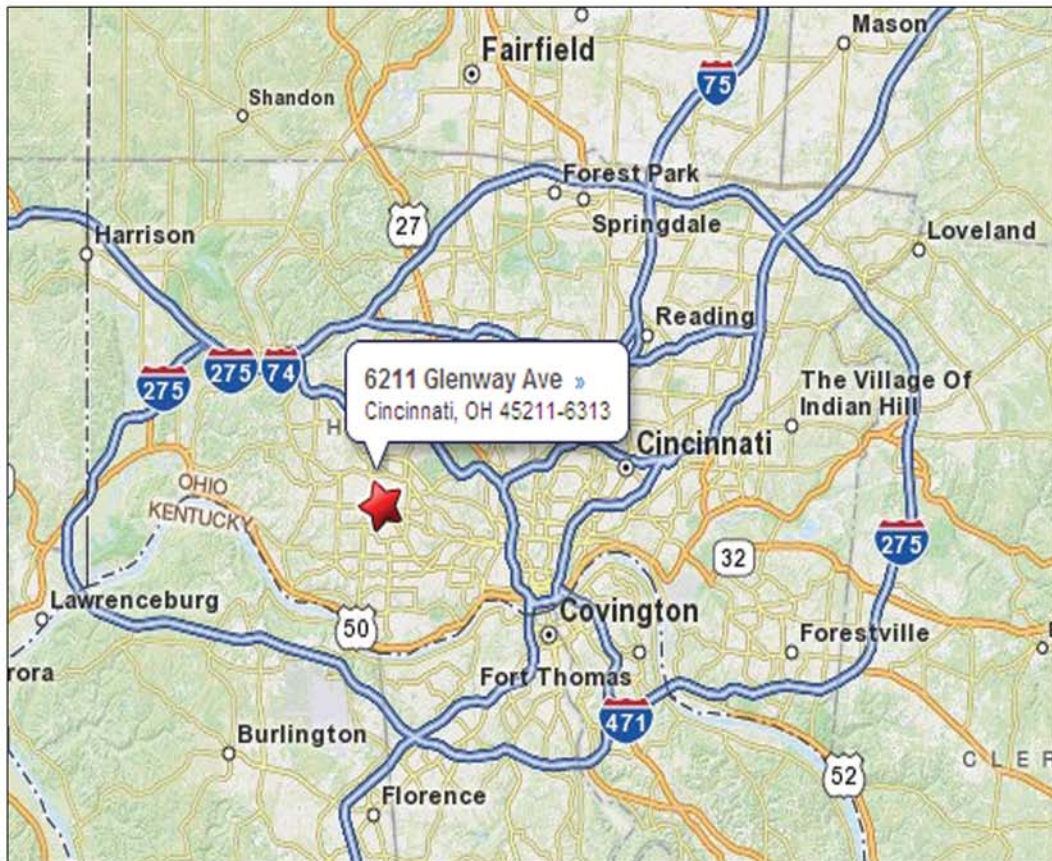 Mason
Fairfield
75
Shandon
Forest Park
27
Springdale
Harrison
Loveland
Reading
275
275
74
6211 Glenway Ave »
Cincinnati, OH 45211-6313
The Village Of
Indian Hill
H
Cincinnati
OHIO
KENTUCKY
275
32
Lawrenceburg
50
Covington
Forestville
rora
Fort Thomas
471
Burlington
52
CLER
Florence